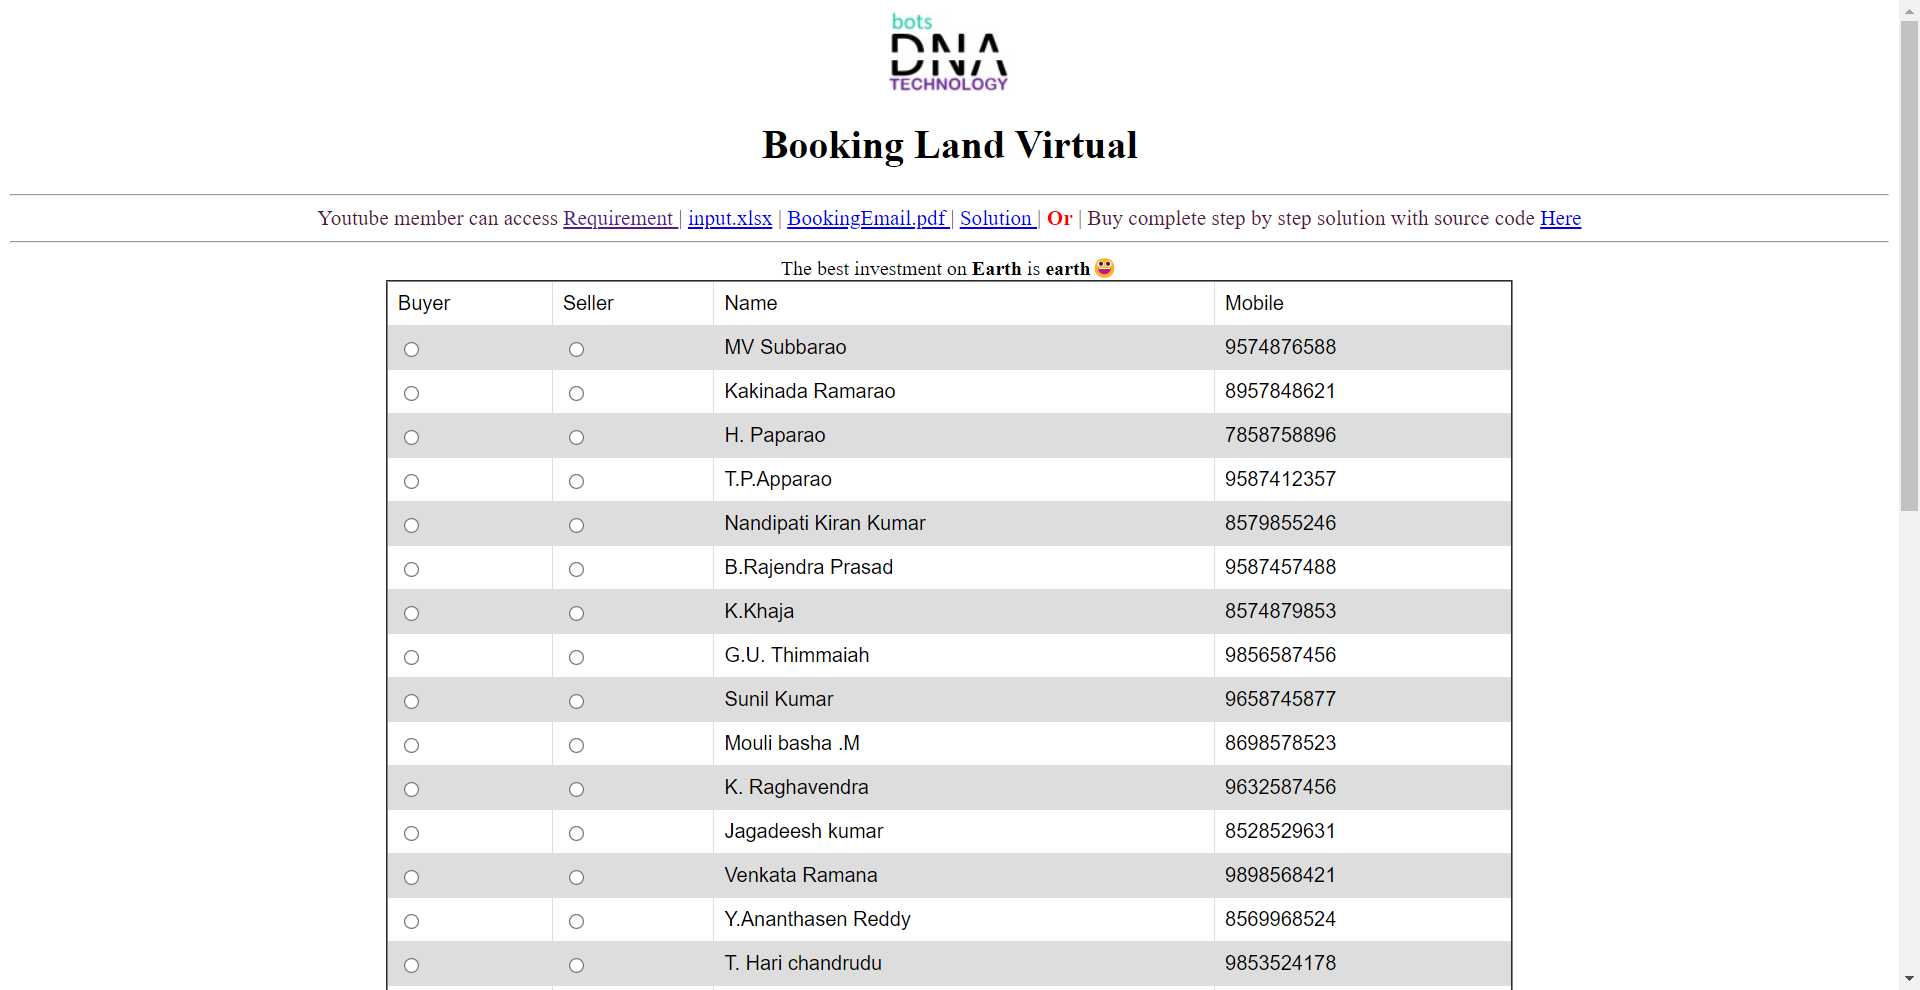 bots
DNA
TECHNOLOGY
Booking Land Virtual
Youtube member can access Requirement | input.xlsx | BookingEmail.pdf | Solution | Or | Buy complete step by step solution with source code Here
The best investment on Earth is earth😀
Buyer Seller Name Mobile
MV Subbarao 9574876588
Kakinada Ramarao 8957848621
H. Paparao 7858758896
T.P.Apparao 9587412357
Nandipati Kiran Kumar 8579855246
B.Rajendra Prasad 9587457488
K.Khaja 8574879853
G.U. Thimmaiah 9856587456
Sunil Kumar 9658745877
Mouli basha .M 8698578523
K. Raghavendra 9632587456
Jagadeesh kumar 8528529631
Venkata Ramana 9898568421
Y.Ananthasen Reddy 8569968524
T. Hari chandrudu 9853524178